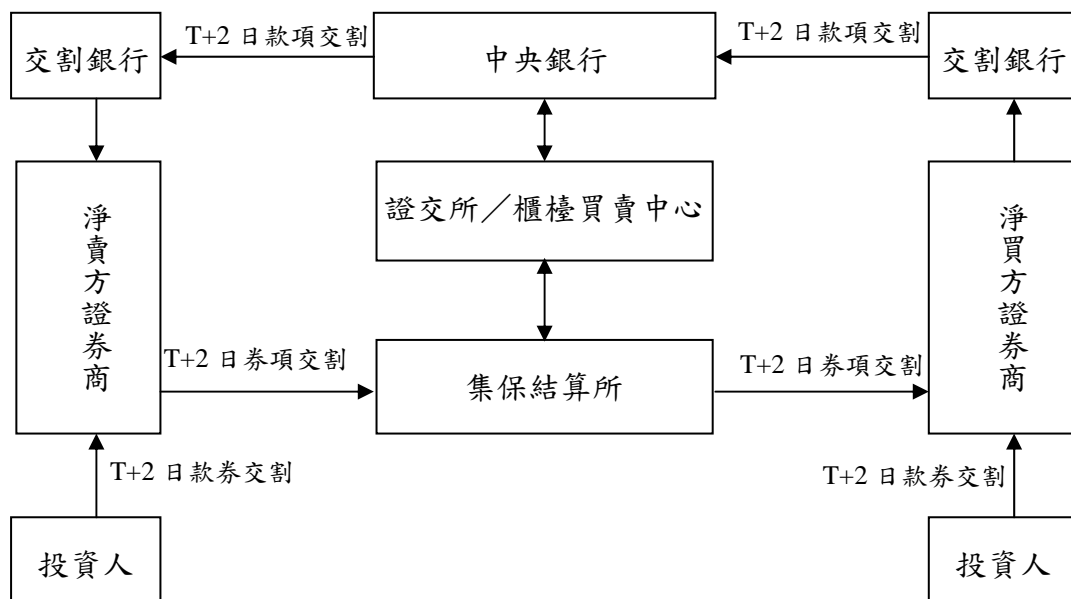 T+2 日款項交割
T+2 日款項交割
交割銀行
中央銀行
交割銀行
證交所／櫃檯買賣中心
淨賣方證券商
淨買方證券商
T+2 日券項交割
T+2 日券項交割
集保結算所
T+2 日款券交割
T+2 日款券交割
投資人
投資人